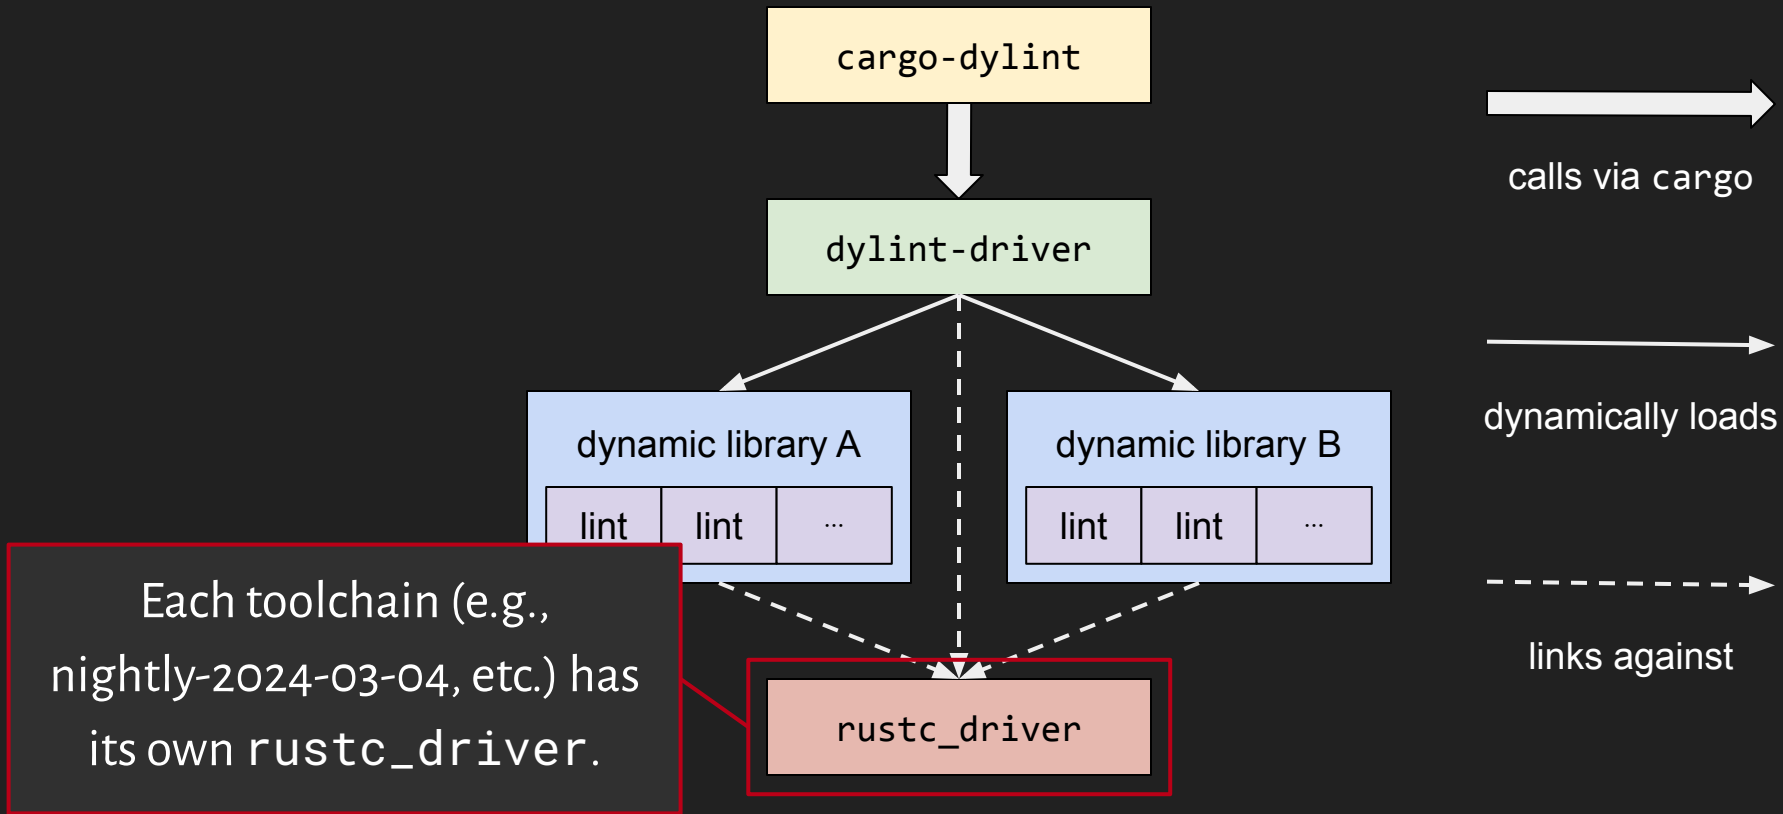 cargo-dylint
calls via cargo
dylint-driver
dynamically loads
dynamic library A
dynamic library B
lint lint ...
lint lint ...
Each toolchain (e.g.,
nightly-2024-03-04, etc.) has
its own rustc_driver.
links against
rustc_driver